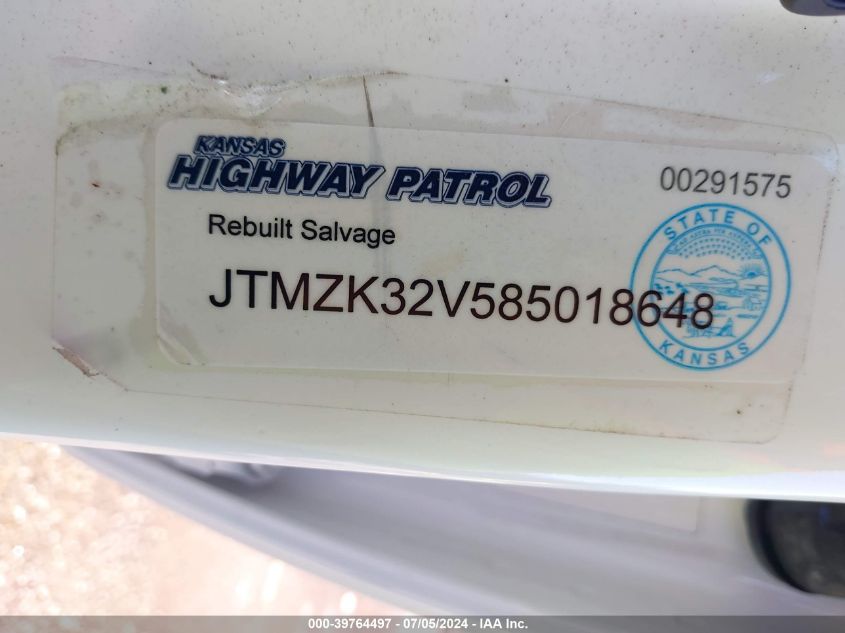 KANSAS
HIGHWAY PATROL
00291575
Rebuilt Salvage
JTMZK32V585018648
STATE OF
KANSAS
000-39764497 - 07/05/2024 - IAA Inc.